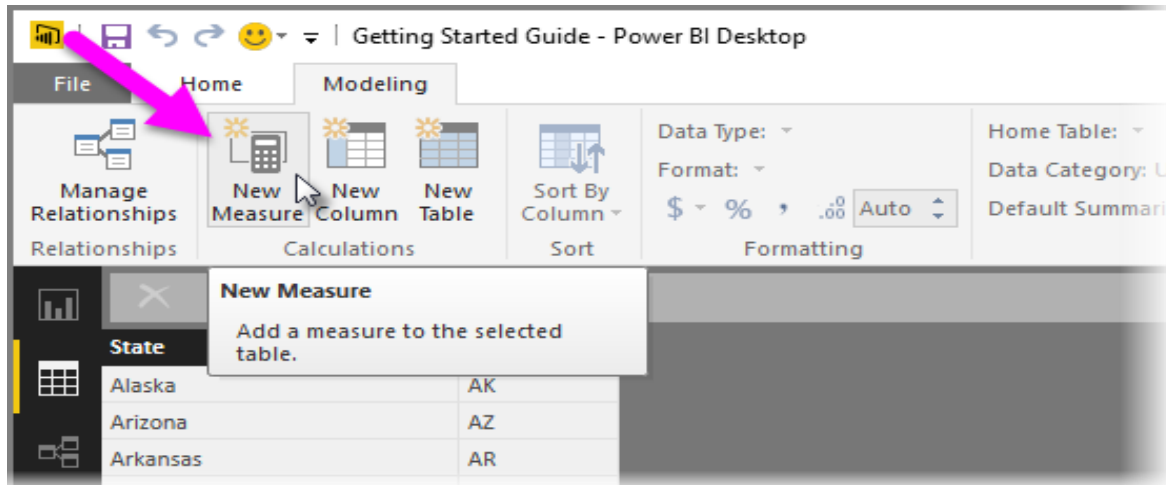 Getting Started Guide - Power BI Desktop
File Home Modeling
Manage Relationships
New Measure
New Column
New Table
Sort By Column
Data Type:
Format:
$ % , .00 Auto
Home Table:
Data Category:
Default
Relationships Calculations Sort Formatting
New Measure
Add a measure to the selected
table.
State
Alaska AK
Arizona AZ
Arkansas AR